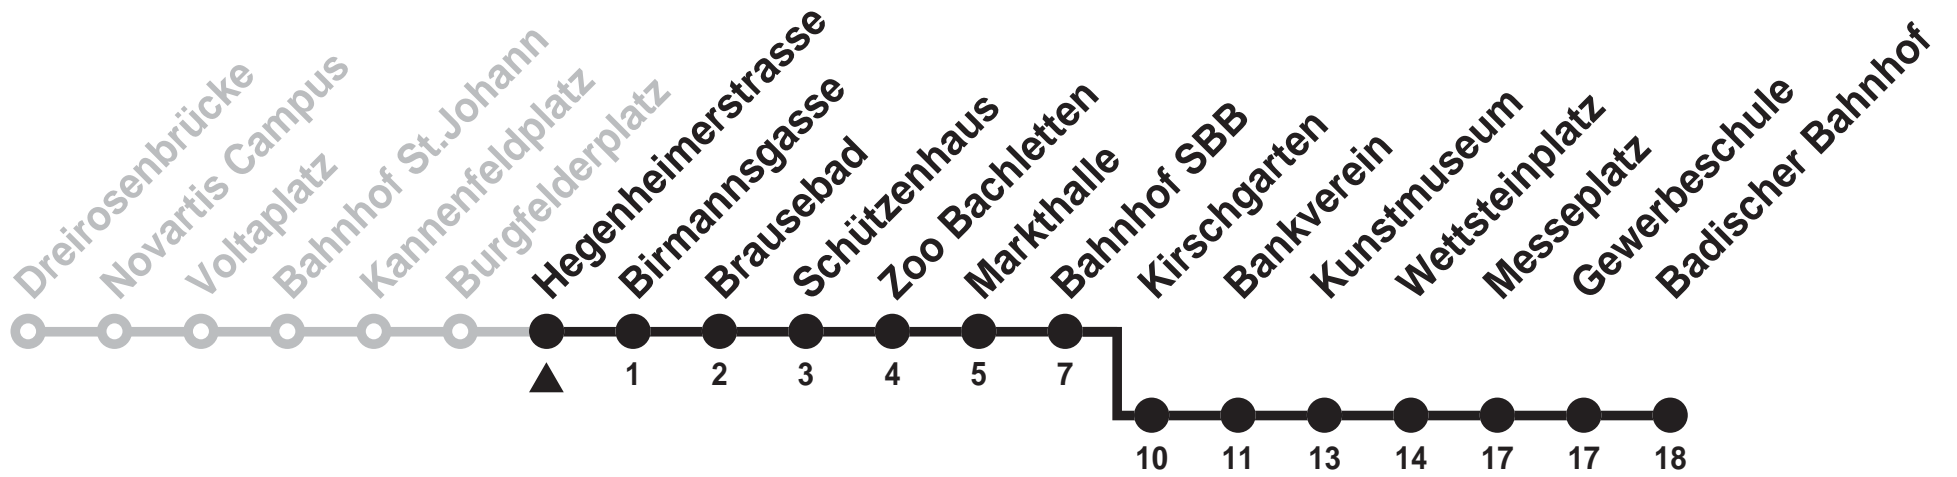 Dreirosenbrücke
Novartis Campus
Voltaplatz
Bahnhof St.Johann
Kannenfeldplatz
Burgfelderplatz
Hegenheimerstrasse
Birmannsgasse
Brausebad
Schützenhaus
Zoo Bachletten
Markthalle
Bahnhof SBB
Kirschgarten
Bankverein
Kunstmuseum
Wettsteinplatz
Messeplatz
Gewerbeschule
Badischer Bahnhof
1 2 3 4 5 7
10 11 13 14 17 17 18